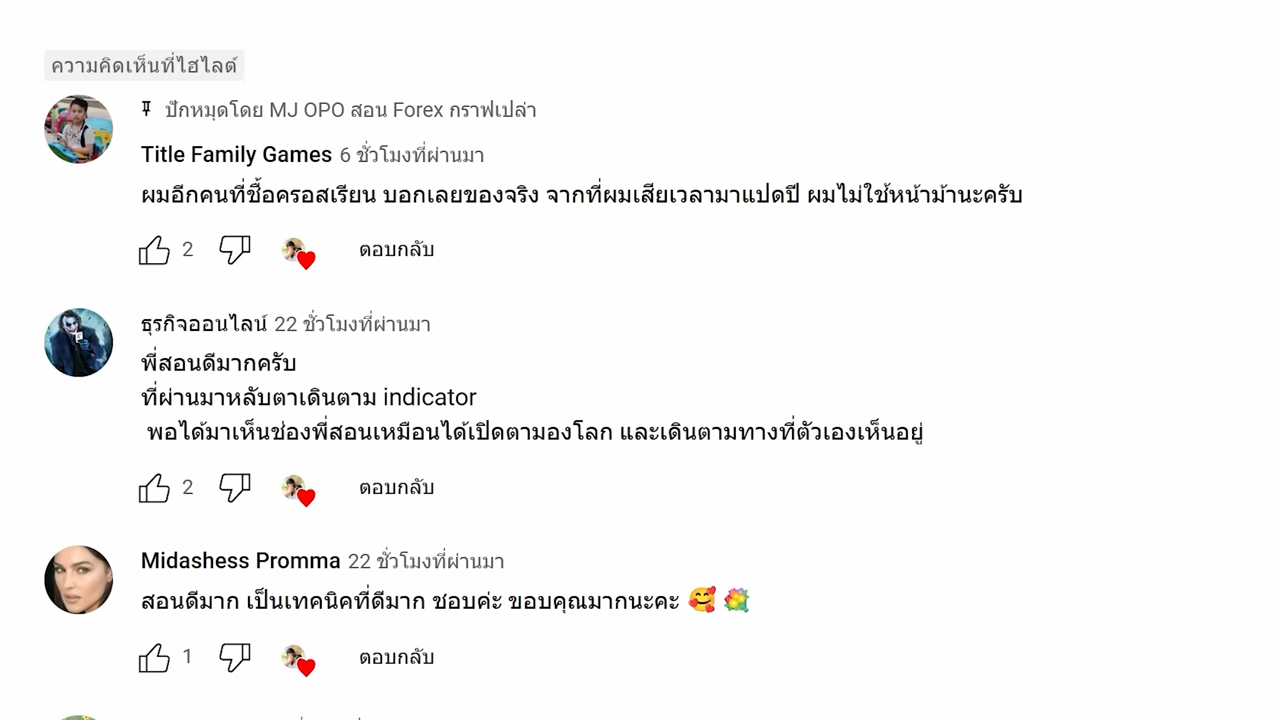 ความคิดเห็นที่ไฮไลต์
ปักหมุดโดย MJ OPO สอน Forex กราฟเปล่า
Title Family Games 6 ชั่วโมงที่ผ่านมา
ผมอีกคนที่ซื้อครอสเรียน บอกเลยของจริง จากที่ผมเสียเวลามาแปดปี ผมไม่ใช้หน้าม้านะครับ
2 ตอบกลับ
ธุรกิจออนไลน์ 22 ชั่วโมงที่ผ่านมา
พี่สอนดีมากครับ
ที่ผ่านมาหลับตาเดินตาม indicator
พอได้มาเห็นช่องพี่สอนเหมือนได้เปิดตามองโลก และเดินตามทางที่ตัวเองเห็นอยู่
2 ตอบกลับ
Midashess Promma 22 ชั่วโมงที่ผ่านมา
สอนดีมาก เป็นเทคนิคที่ดีมาก ชอบค่ะ ขอบคุณมากนะคะ 🥰 💐
1 ตอบกลับ